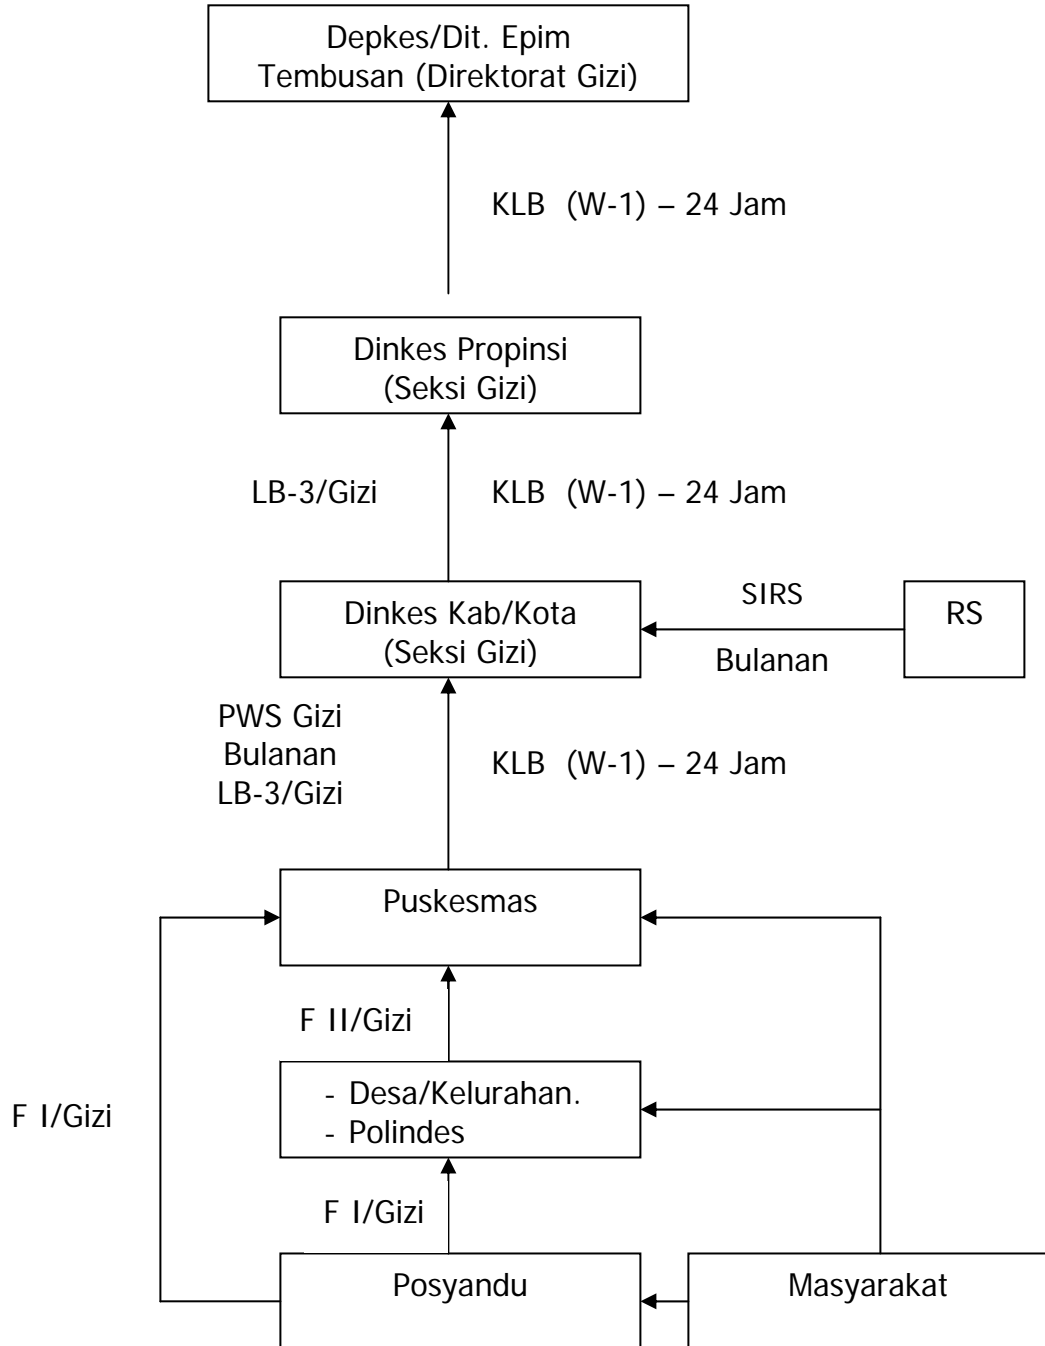 Depkes/Dit. Epim
Tembusan (Direktorat Gizi)
KLB (W-1) – 24 Jam
Dinkes Propinsi
(Seksi Gizi)
LB-3/Gizi
KLB (W-1) – 24 Jam
Dinkes Kab/Kota
(Seksi Gizi)
SIRS
Bulanan
RS
PWS Gizi
Bulanan
LB-3/Gizi
KLB (W-1) – 24 Jam
Puskesmas
F II/Gizi
- Desa/Kelurahan.
- Polindes
F I/Gizi
F I/Gizi
Posyandu
Masyarakat